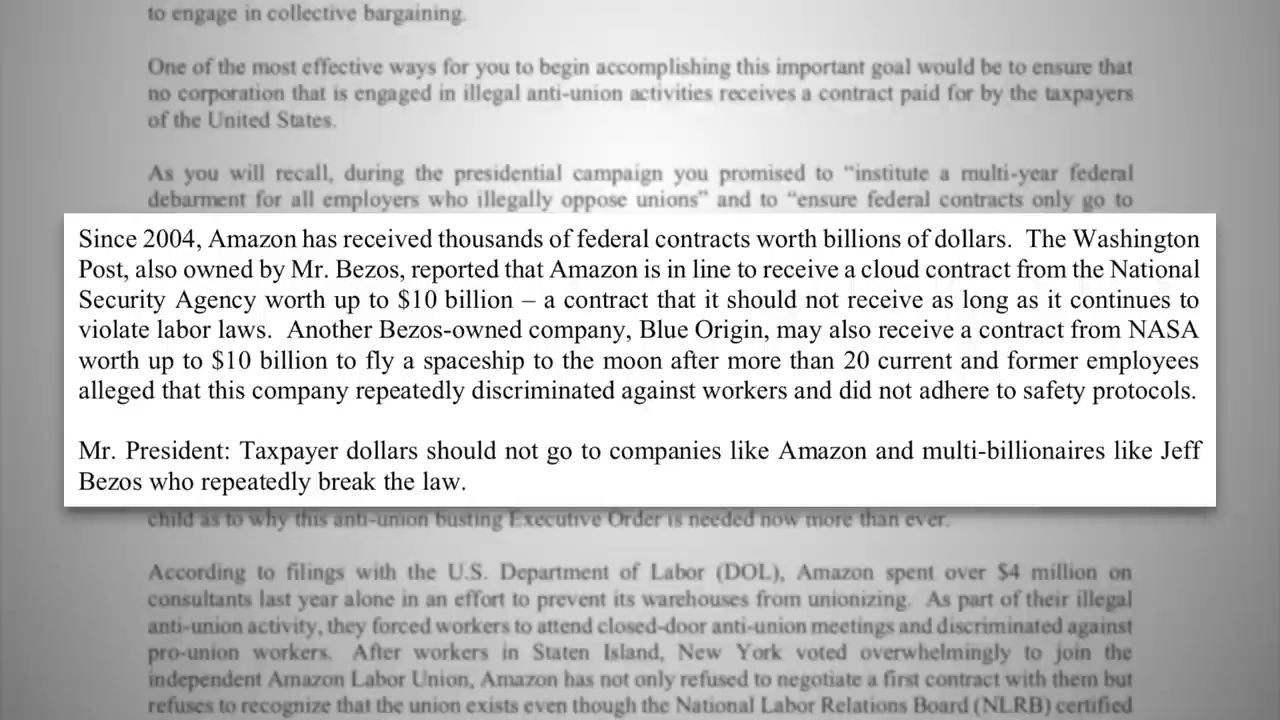 to engage in collective bargaining.
One of the most effective ways for you to begin accomplishing this important goal would be to ensure that
no corporation that is engaged in illegal anti-union activities receives a contract paid for by the taxpayers
of the United States.
As you will recall, during the presidential campaign you promised to “institute a multi-year federal
debarment for all employers who illegally oppose unions” and to “ensure federal contracts only go to
Since 2004, Amazon has received thousands of federal contracts worth billions of dollars. The Washington
Post, also owned by Mr. Bezos, reported that Amazon is in line to receive a cloud contract from the National
Security Agency worth up to $10 billion – a contract that it should not receive as long as it continues to
violate labor laws. Another Bezos-owned company, Blue Origin, may also receive a contract from NASA
worth up to $10 billion to fly a spaceship to the moon after more than 20 current and former employees
alleged that this company repeatedly discriminated against workers and did not adhere to safety protocols.
Mr. President: Taxpayer dollars should not go to companies like Amazon and multi-billionaires like Jeff
Bezos who repeatedly break the law.
child as to why this anti-union busting Executive Order is needed now more than ever.
According to filings with the U.S. Department of Labor (DOL), Amazon spent over $4 million on
consultants last year alone in an effort to prevent its warehouses from unionizing. As part of their illegal
anti-union activity, they forced workers to attend closed-door anti-union meetings and discriminated against
pro-union workers. After workers in Staten Island, New York voted overwhelmingly to join the
independent Amazon Labor Union, Amazon has not only refused to negotiate a first contract with them but
refuses to recognize that the union exists even though the National Labor Relations Board (NLRB) certified